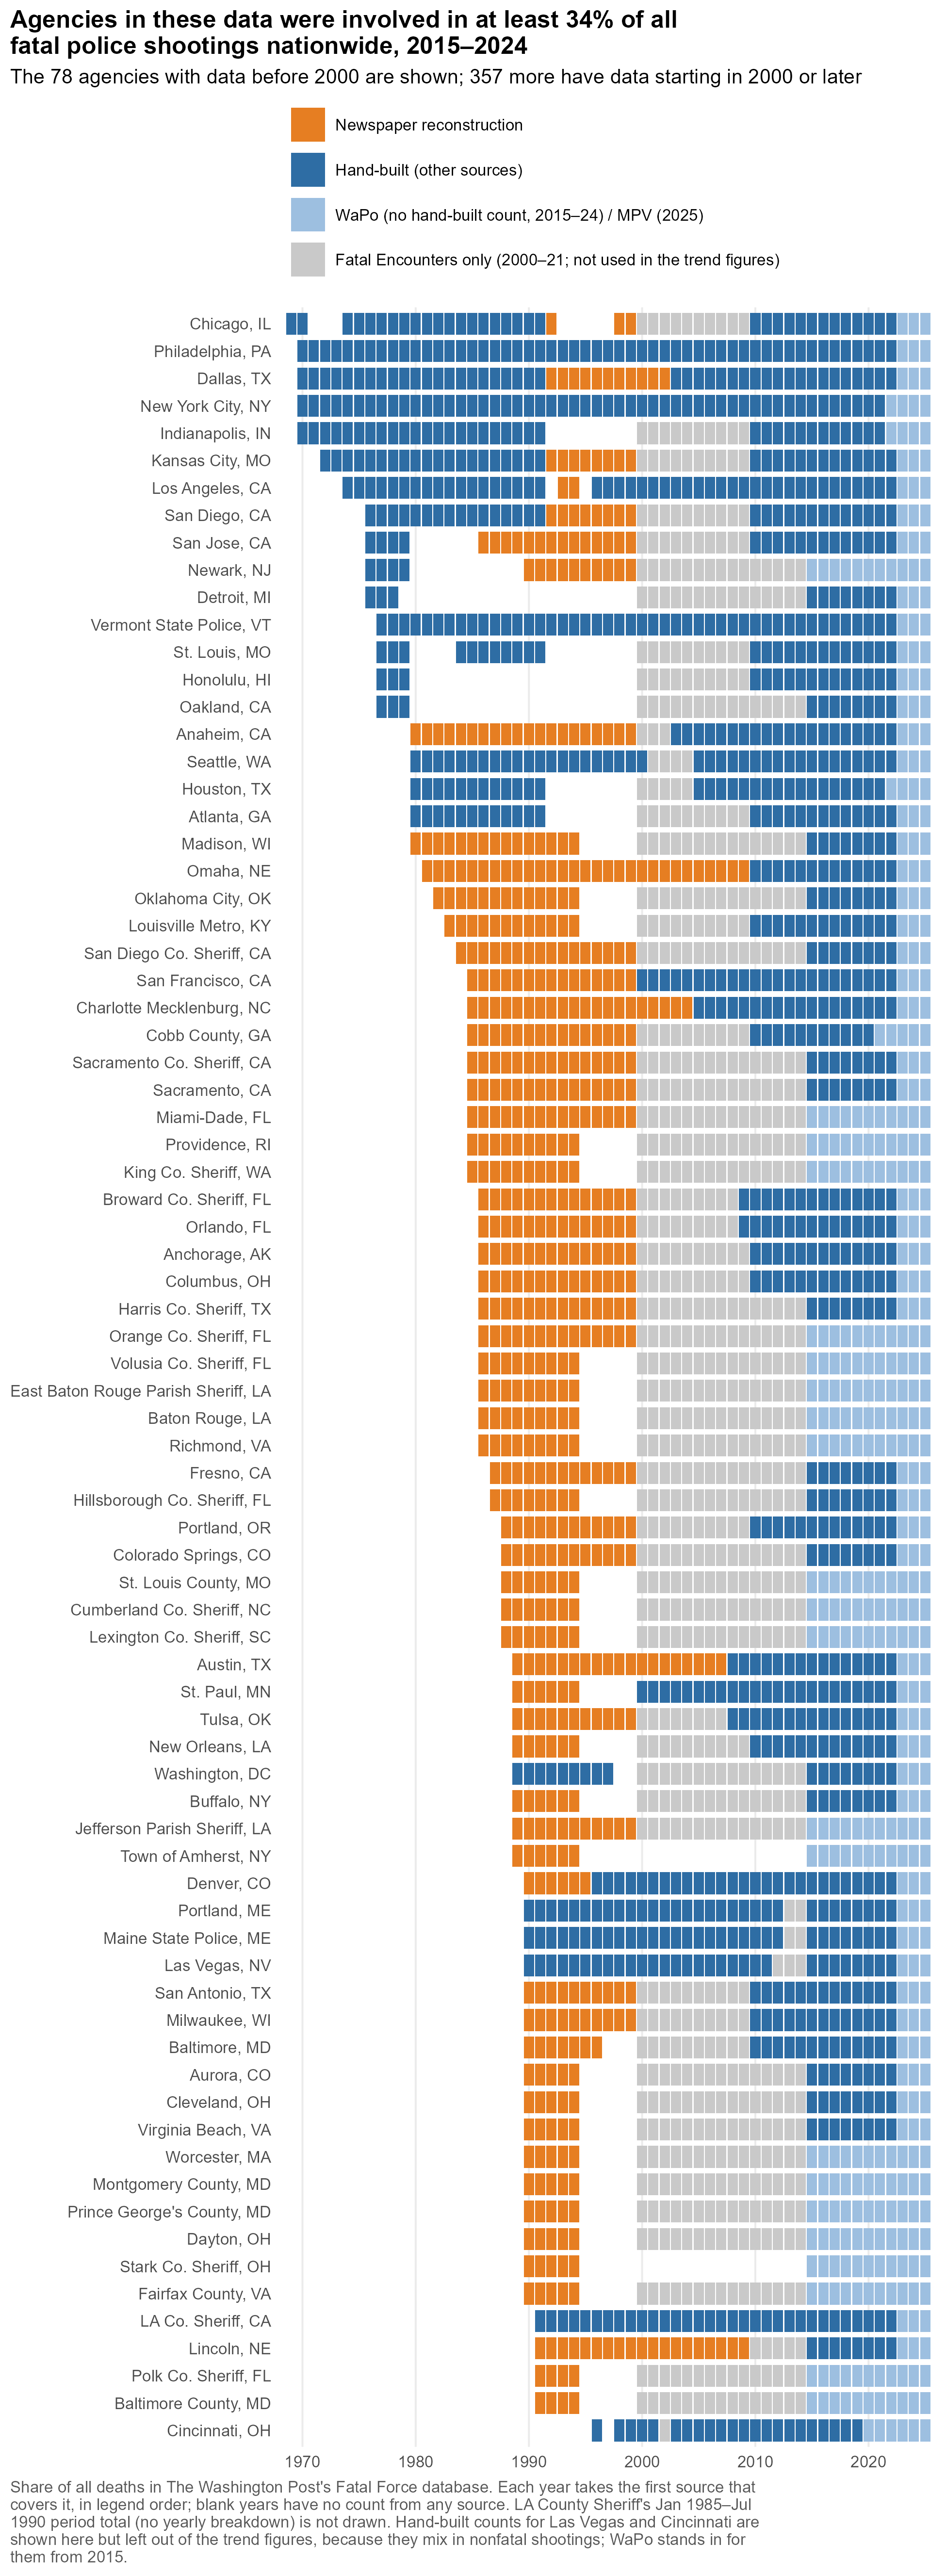 Agencies in these data were involved in at least 34% of all
fatal police shootings nationwide, 2015–2024
The 78 agencies with data before 2000 are shown; 357 more have data starting in 2000 or later
Newspaper reconstruction
Hand-built (other sources)
WaPo (no hand-built count, 2015–24) / MPV (2025)
Fatal Encounters only (2000–21; not used in the trend figures)
Chicago, IL
Philadelphia, PA
Dallas, TX
New York City, NY
Indianapolis, IN
Kansas City, MO
Los Angeles, CA
San Diego, CA
San Jose, CA
Newark, NJ
Detroit, MI
Vermont State Police, VT
St. Louis, MO
Honolulu, HI
Oakland, CA
Anaheim, CA
Seattle, WA
Houston, TX
Atlanta, GA
Madison, WI
Omaha, NE
Oklahoma City, OK
Louisville Metro, KY
San Diego Co. Sheriff, CA
San Francisco, CA
Charlotte Mecklenburg, NC
Cobb County, GA
Sacramento Co. Sheriff, CA
Sacramento, CA
Miami-Dade, FL
Providence, RI
King Co. Sheriff, WA
Broward Co. Sheriff, FL
Orlando, FL
Anchorage, AK
Columbus, OH
Harris Co. Sheriff, TX
Orange Co. Sheriff, FL
Volusia Co. Sheriff, FL
East Baton Rouge Parish Sheriff, LA
Baton Rouge, LA
Richmond, VA
Fresno, CA
Hillsborough Co. Sheriff, FL
Portland, OR
Colorado Springs, CO
St. Louis County, MO
Cumberland Co. Sheriff, NC
Lexington Co. Sheriff, SC
Austin, TX
St. Paul, MN
Tulsa, OK
New Orleans, LA
Washington, DC
Buffalo, NY
Jefferson Parish Sheriff, LA
Town of Amherst, NY
Denver, CO
Portland, ME
Maine State Police, ME
Las Vegas, NV
San Antonio, TX
Milwaukee, WI
Baltimore, MD
Aurora, CO
Cleveland, OH
Virginia Beach, VA
Worcester, MA
Montgomery County, MD
Prince George's County, MD
Dayton, OH
Stark Co. Sheriff, OH
Fairfax County, VA
LA Co. Sheriff, CA
Lincoln, NE
Polk Co. Sheriff, FL
Baltimore County, MD
Cincinnati, OH
1970 1980 1990 2000 2010 2020
Share of all deaths in The Washington Post's Fatal Force database. Each year takes the first source that
covers it, in legend order; blank years have no count from any source. LA County Sheriff's Jan 1985–Jul
1990 period total (no yearly breakdown) is not drawn. Hand-built counts for Las Vegas and Cincinnati are
shown here but left out of the trend figures, because they mix in nonfatal shootings; WaPo stands in for
them from 2015.